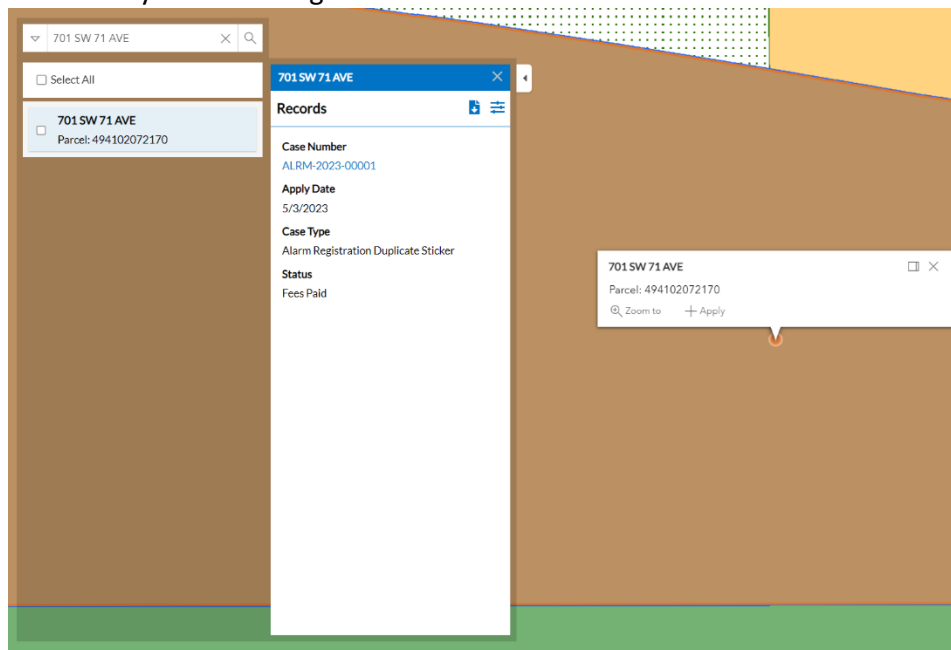 701 SW 71 AVE
Select All
701 SW 71 AVE
Parcel: 494102072170
701 SW 71 AVE
Records
Case Number
ALRM-2023-00001
Apply Date
5/3/2023
Case Type
Alarm Registration Duplicate Sticker
Status
Fees Paid
701 SW 71 AVE
Parcel: 494102072170
Zoom to + Apply